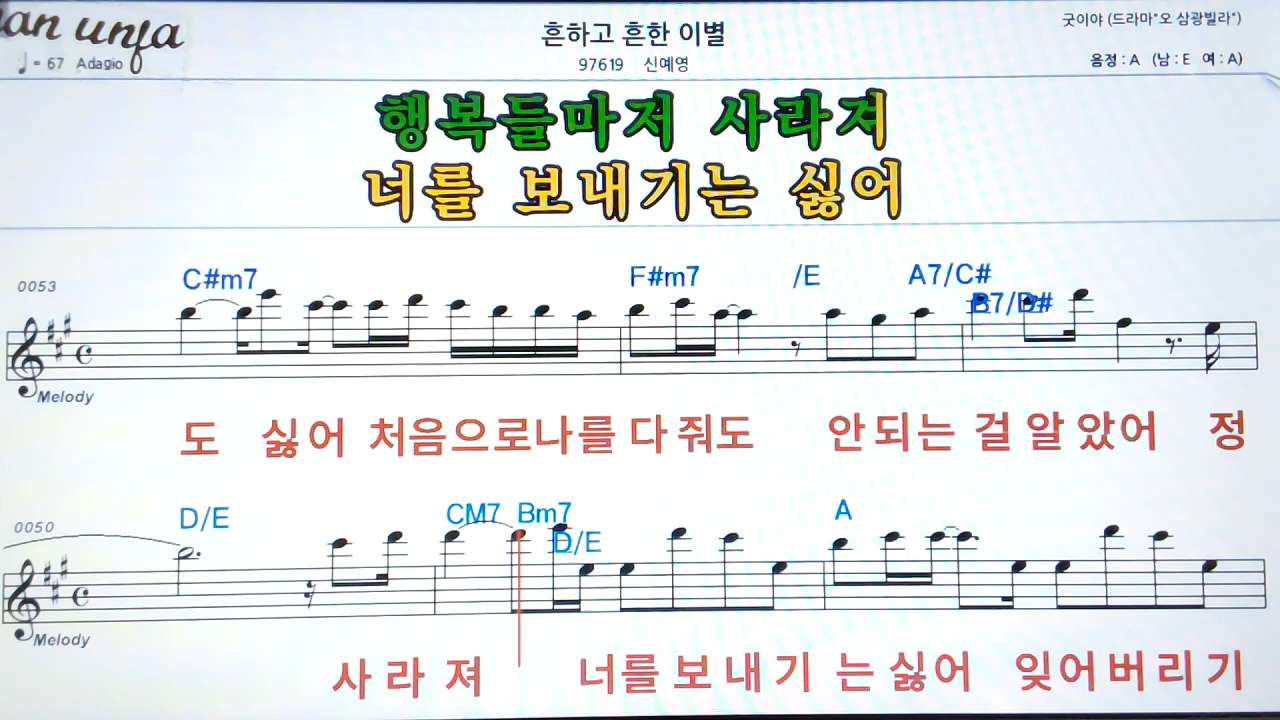 an unfa
♩= 67 Adagio
흔하고 흔한 이별
97619 신예영
굿이야 (드라마"오 삼광빌라")
음정 : A (남 : E 여 : A)
행복들마저 사라져
너를 보내기는 싫어
0053
C#m7 F#m7 /E A7/C# B7/D#
Melody
도 싫어 처음으로나를 다 줘도 안되는 걸 알 았어 정
0050
D/E CM7 Bm7 D/E A
Melody
사 라 져 너를 보 내 기 는 싫어 잊어버리기